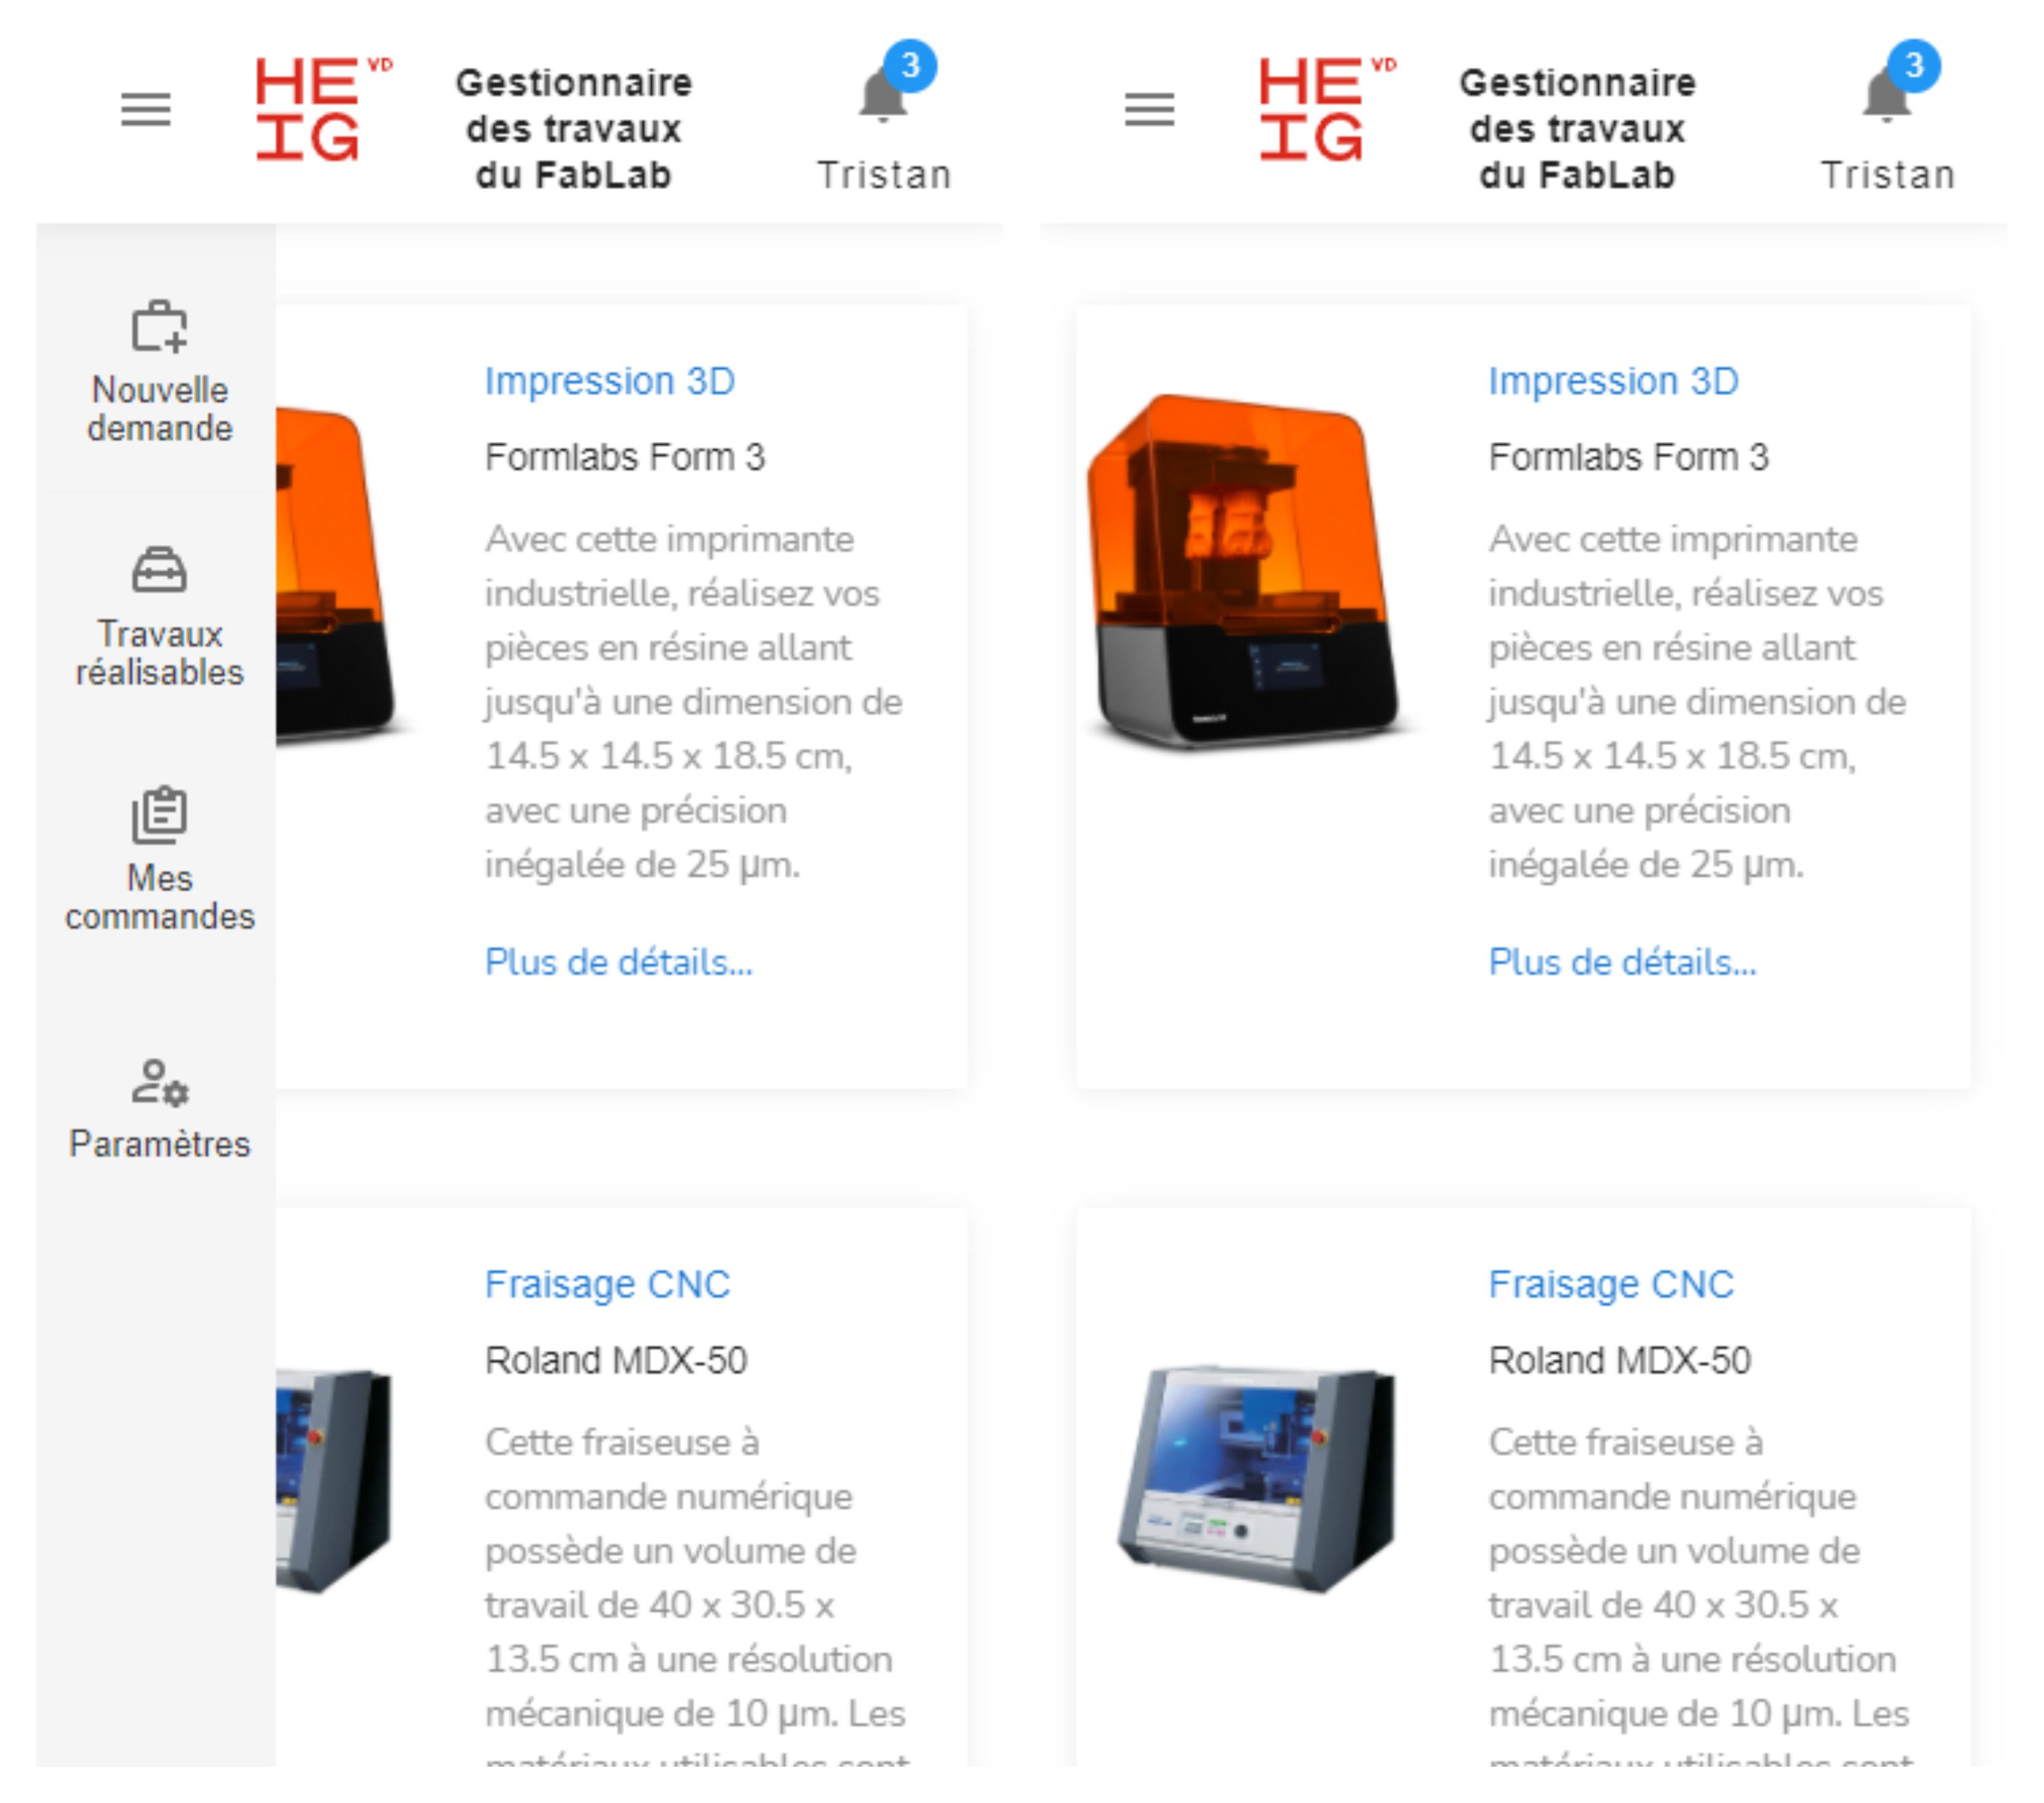 HE VD
IG
Gestionnaire
des travaux
du FabLab
3
Tristan
Nouvelle
demande
Travaux
réalisables
Mes
commandes
Paramètres
Impression 3D
Formlabs Form 3
Avec cette imprimante
industrielle, réalisez vos
pièces en résine allant
jusqu'à une dimension de
14.5 x 14.5 x 18.5 cm,
avec une précision
inégalée de 25 µm.
Plus de détails...
Fraisage CNC
Roland MDX-50
Cette fraiseuse à
commande numérique
possède un volume de
travail de 40 x 30.5 x
13.5 cm à une résolution
mécanique de 10 µm. Les
matériaux utilisables sont
HE VD
IG
Gestionnaire
des travaux
du FabLab
3
Tristan
Impression 3D
Formlabs Form 3
Avec cette imprimante
industrielle, réalisez vos
pièces en résine allant
jusqu'à une dimension de
14.5 x 14.5 x 18.5 cm,
avec une précision
inégalée de 25 µm.
Plus de détails...
Fraisage CNC
Roland MDX-50
Cette fraiseuse à
commande numérique
possède un volume de
travail de 40 x 30.5 x
13.5 cm à une résolution
mécanique de 10 µm. Les
matériaux utilisables sont